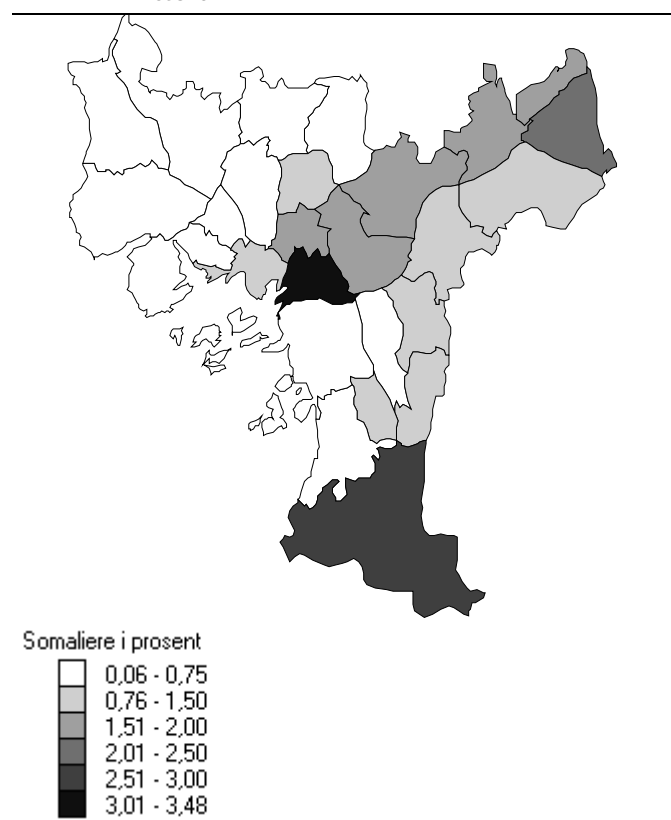 Somaliere i prosent
0,06 - 0,75
0,76 - 1,50
1,51 - 2,00
2,01 - 2,50
2,51 - 3,00
3,01 - 3,48